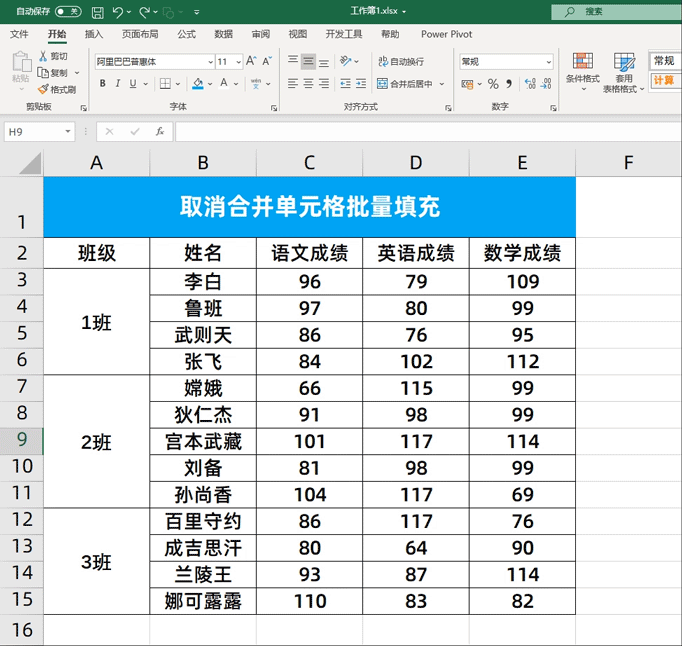 自动保存 关 工作簿1.xlsx 搜索
文件 开始 插入 页面布局 公式 数据 审阅 视图 开发工具 帮助 Power Pivot
粘贴 剪切 复制 格式刷 剪贴板
阿里巴巴普惠体 11 A A
B I U A 字体
自动换行
合并后居中
对齐方式
常规
% 数字
条件格式 套用表格格式 常规 计算
H9 fx
A B C D E F
1 取消合并单元格批量填充
2 班级 姓名 语文成绩 英语成绩 数学成绩
3 李白 96 79 109
4 鲁班 97 80 99
1班
5 武则天 86 76 95
6 张飞 84 102 112
7 嫦娥 66 115 99
8 狄仁杰 91 98 99
9 2班 宫本武藏 101 117 114
10 刘备 81 98 99
11 孙尚香 104 117 69
12 百里守约 86 117 76
13 成吉思汗 80 64 90
3班
14 兰陵王 93 87 114
15 娜可露露 110 83 82
16